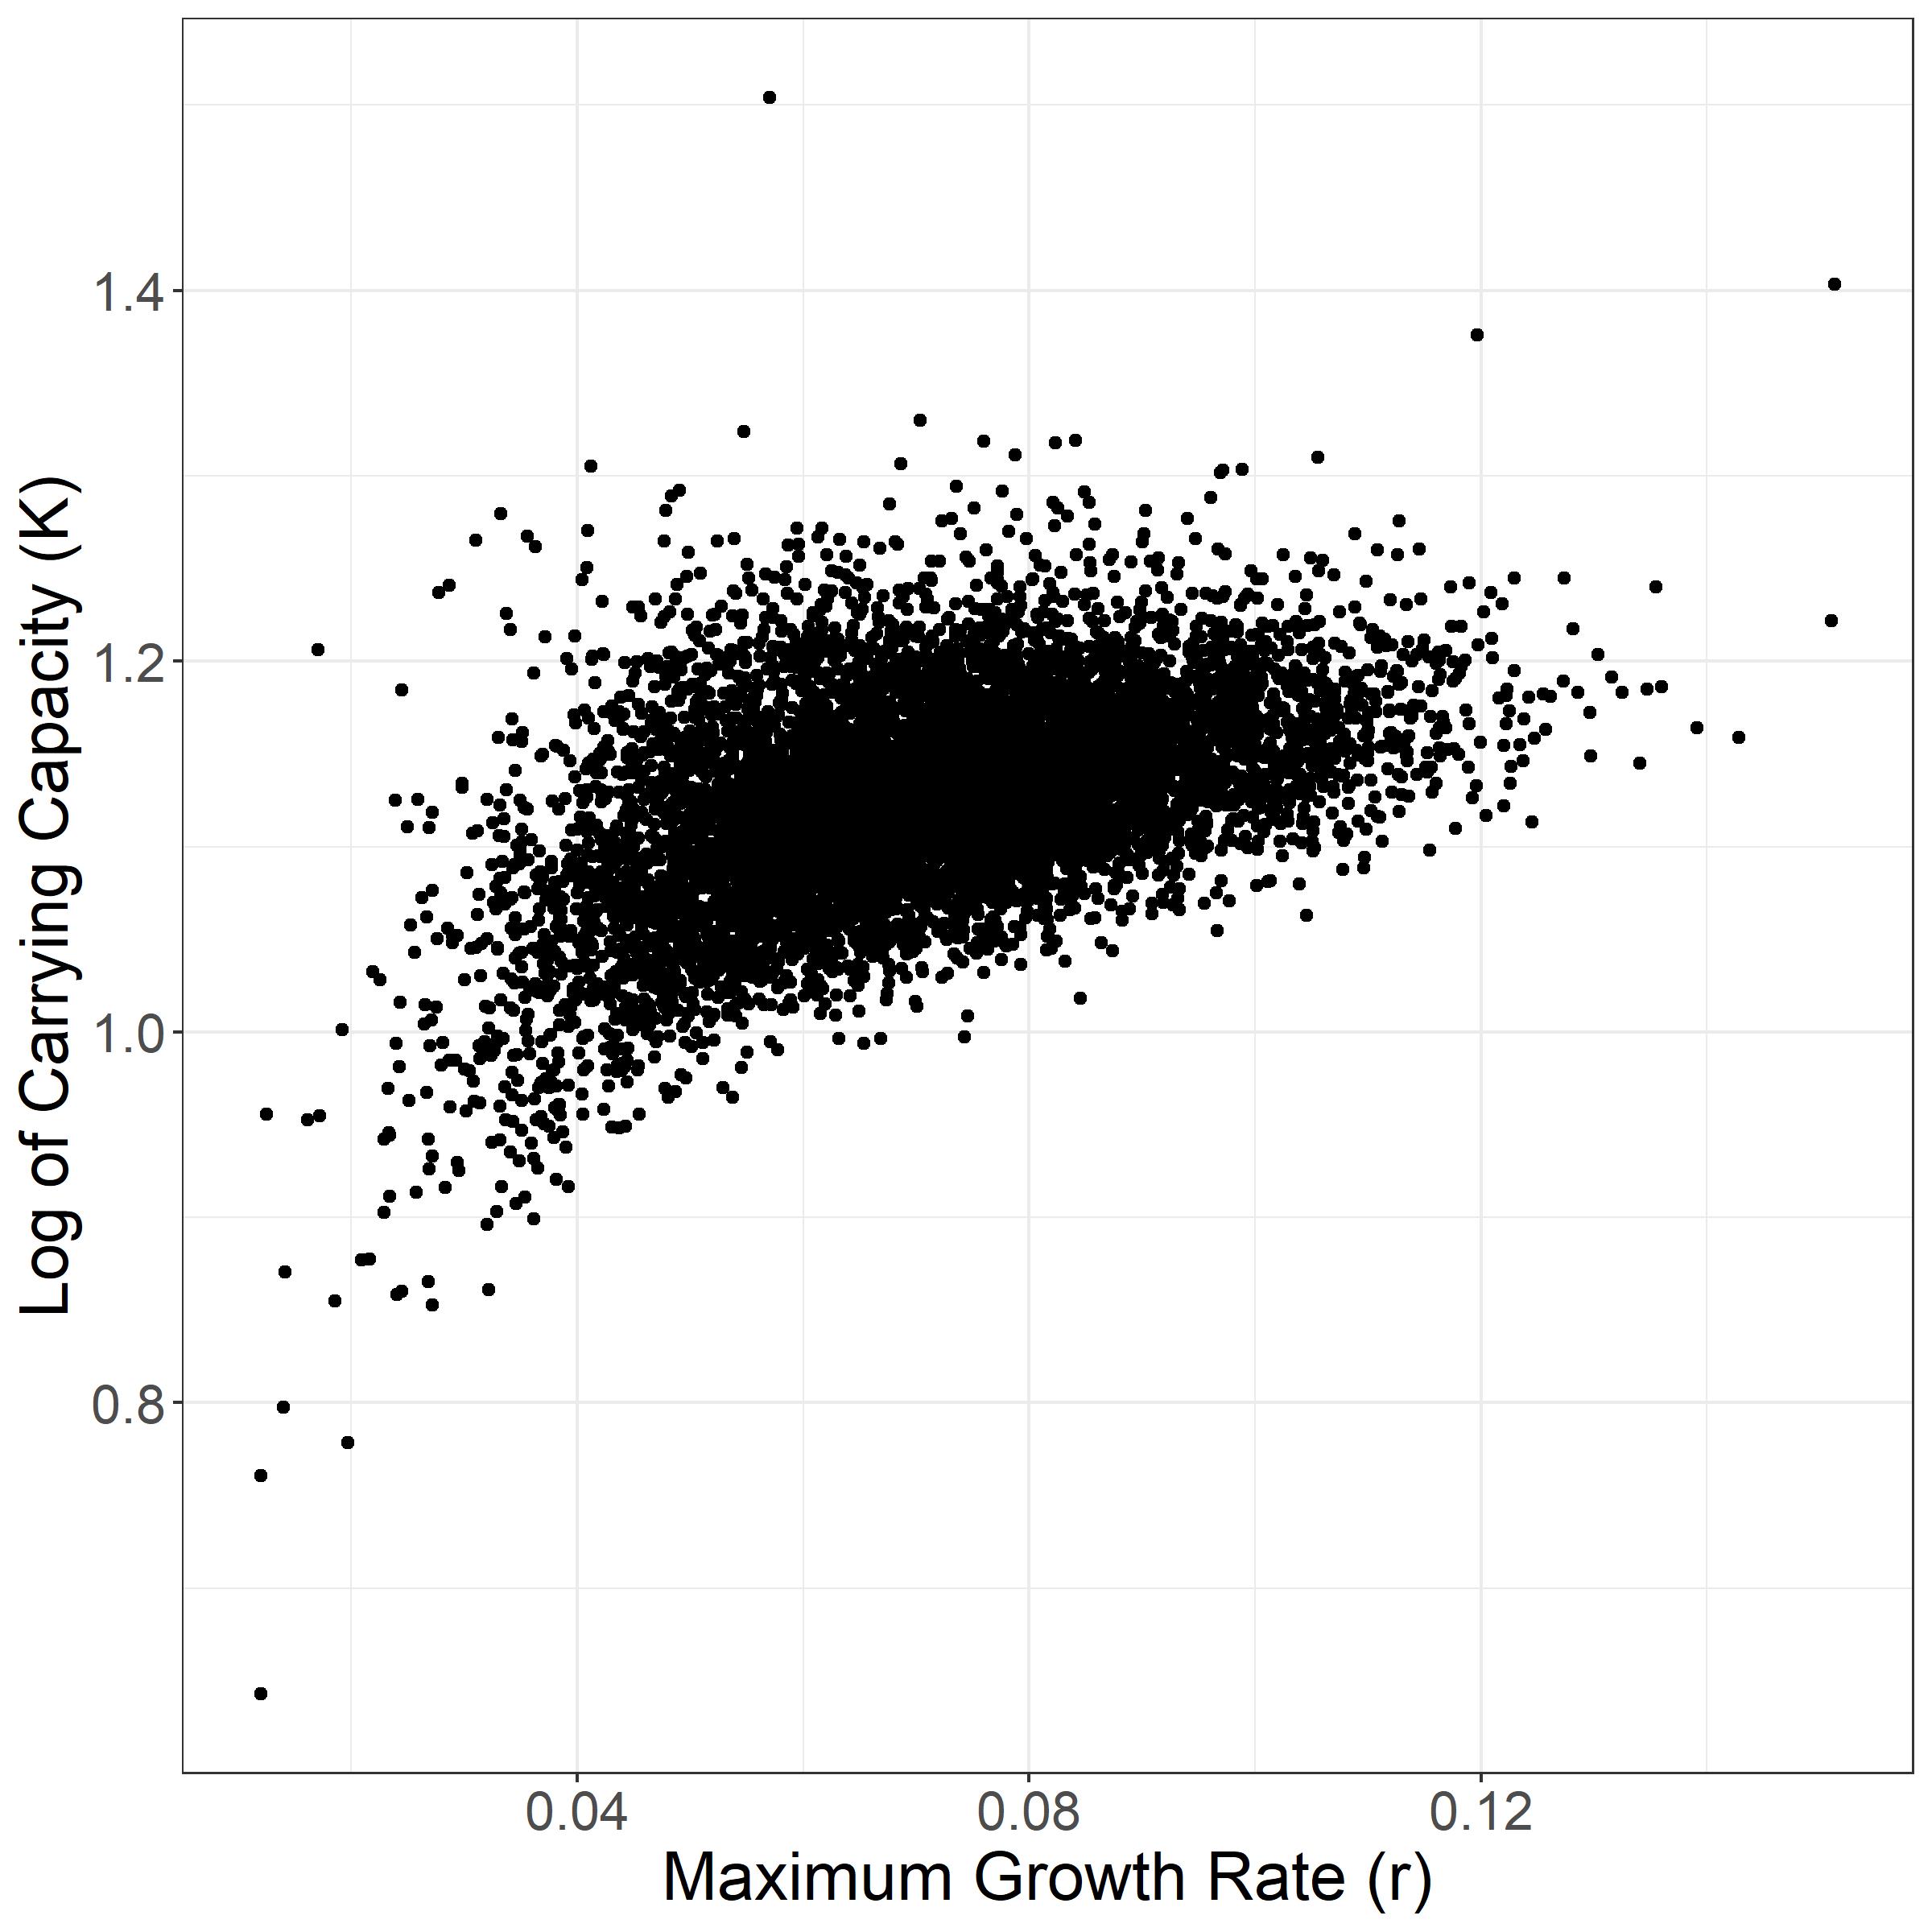 Log of Carrying Capacity (K)
1.4
1.2
1.0
0.8
0.04 0.08 0.12
Maximum Growth Rate (r)